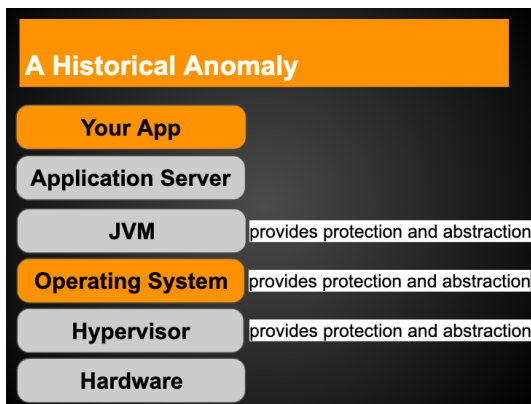 A Historical Anomaly
Your App
Application Server
JVM provides protection and abstraction
Operating System provides protection and abstraction
Hypervisor provides protection and abstraction
Hardware